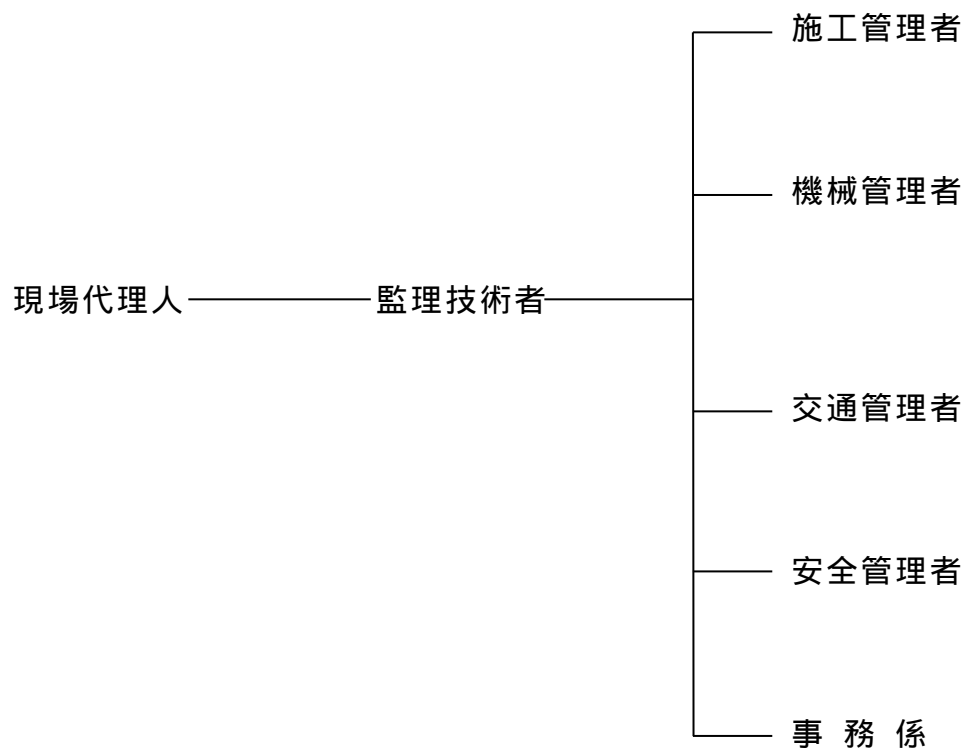 施工管理者
機械管理者
現場代理人
監理技術者
交通管理者
安全管理者
事 務 係